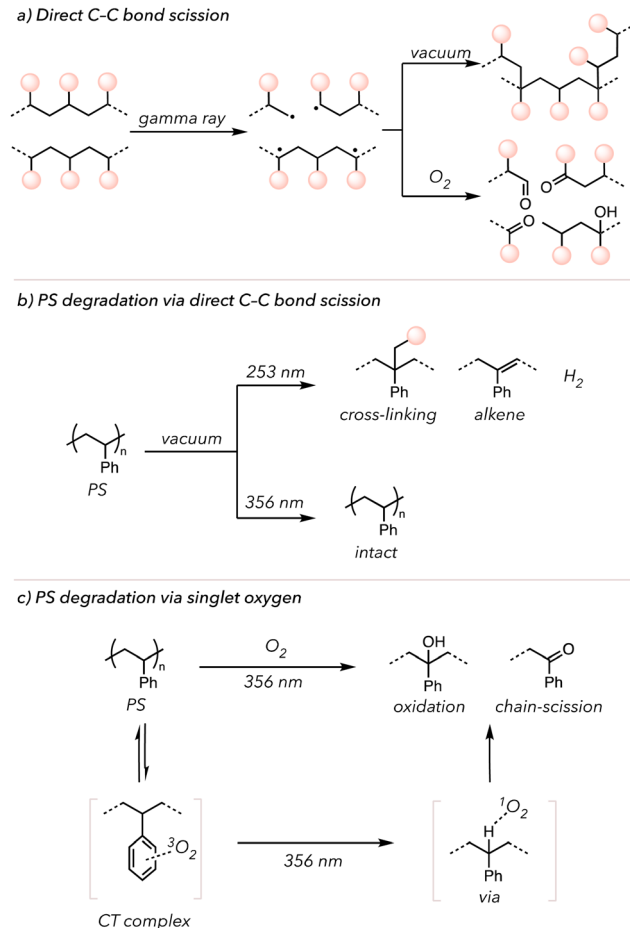 a) Direct C–C bond scission
vacuum
gamma ray
O2
O
O
O
OH
b) PS degradation via direct C–C bond scission
253 nm
Ph
Ph
H2
cross-linking
alkene
vacuum
n
Ph
PS
356 nm
n
Ph
intact
c) PS degradation via singlet oxygen
O2
356 nm
n
Ph
PS
OH
Ph
oxidation
O
Ph
chain-scission
3O2
CT complex
356 nm
1O2
H
Ph
via